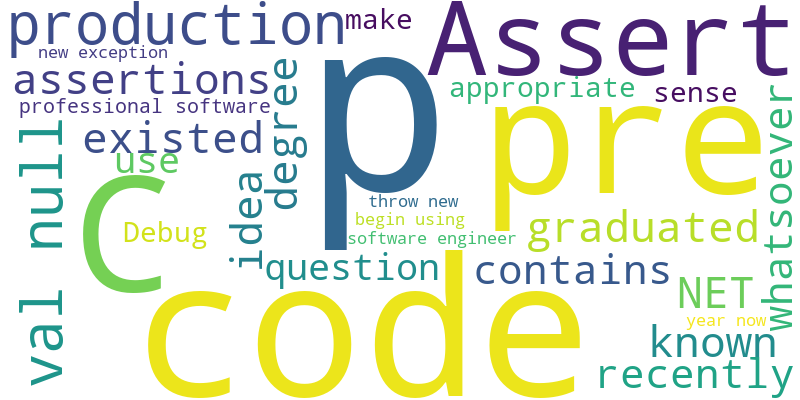 production
make
Assert
new exception
p
assertions
degree
appropriate
sense
professional software
pre
whatsoever
val null
existed
use
C
idea
throw new
Debug
begin using
graduated
software engineer
question
contains
NET
code
year now
known
recently